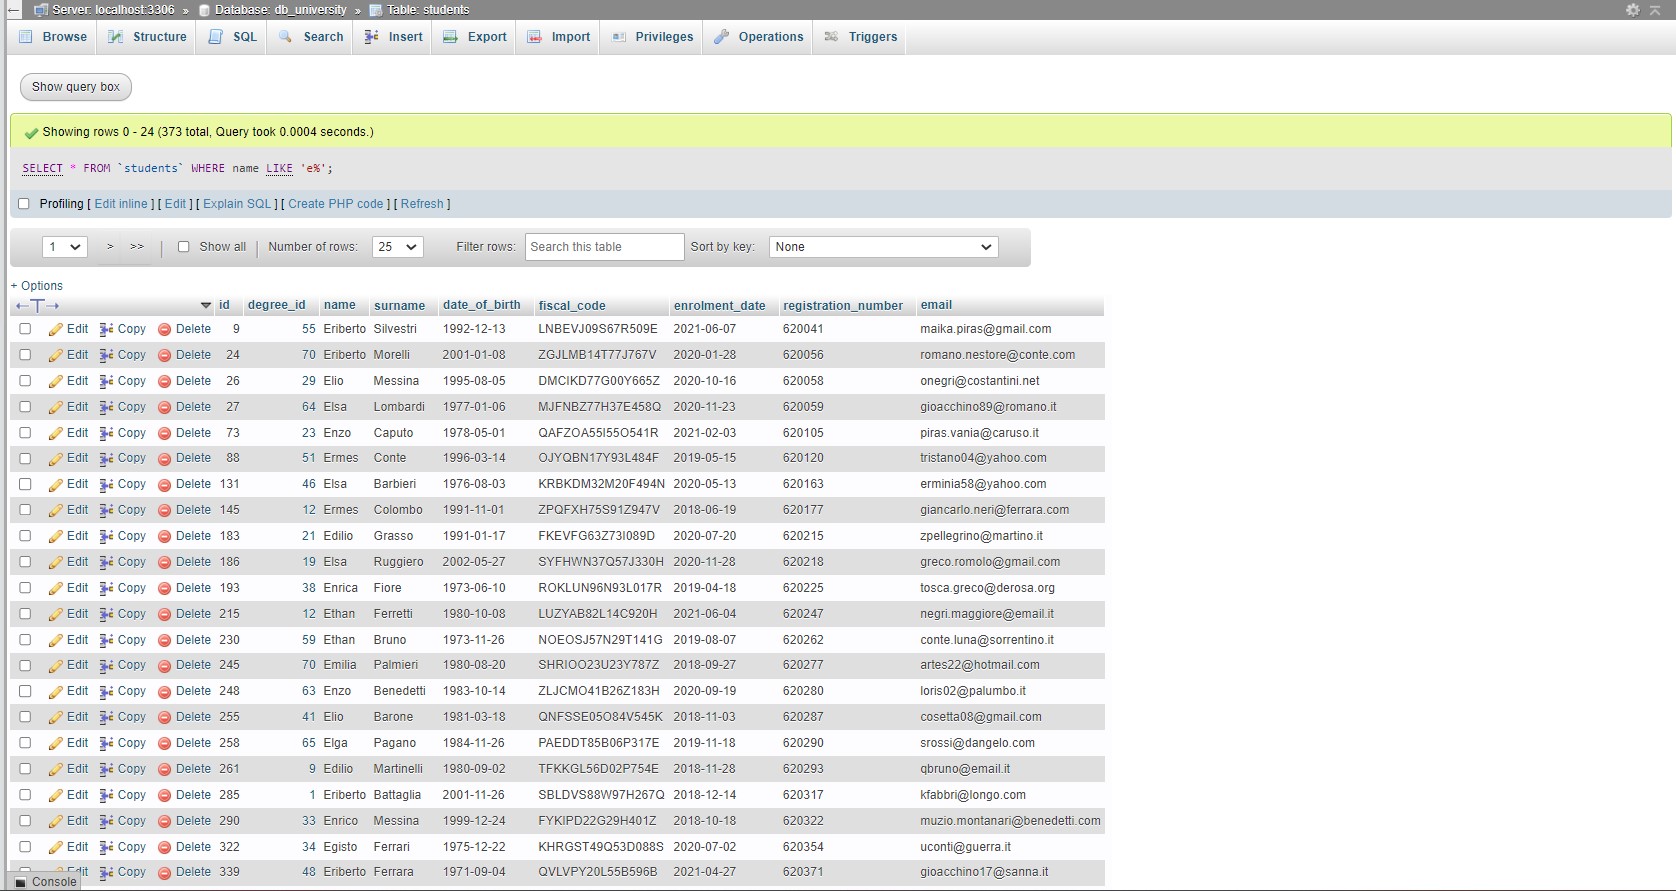 Server: localhost:3306 » Database: db_university » Table: students
Browse Structure SQL Search Insert Export Import Privileges Operations Triggers
Show query box
Showing rows 0 - 24 (373 total, Query took 0.0004 seconds.)
SELECT * FROM `students` WHERE name LIKE 'e%';
Profiling [ Edit inline ] [ Edit ] [ Explain SQL ] [ Create PHP code ] [ Refresh ]
1 > >> | Show all | Number of rows: 25 Filter rows: Search this table Sort by key: None
+ Options
←T→ id degree_id name surname date_of_birth fiscal_code enrolment_date registration_number email
Edit Copy Delete 9 55 Eriberto Silvestri 1992-12-13 LNBEVJ09S67R509E 2021-06-07 620041 maika.piras@gmail.com
Edit Copy Delete 24 70 Eriberto Morelli 2001-01-08 ZGJLMB14T77J767V 2020-01-28 620056 romano.nestore@conte.com
Edit Copy Delete 26 29 Elio Messina 1995-08-05 DMCIKD77G00Y665Z 2020-10-16 620058 onegri@costantini.net
Edit Copy Delete 27 64 Elsa Lombardi 1977-01-06 MJFNBZ77H37E458Q 2020-11-23 620059 gioacchino89@romano.it
Edit Copy Delete 73 23 Enzo Caputo 1978-05-01 QAFZOA55I55O541R 2021-02-03 620105 piras.vania@caruso.it
Edit Copy Delete 88 51 Ermes Conte 1996-03-14 OJYQBN17Y93L484F 2019-05-15 620120 tristano04@yahoo.com
Edit Copy Delete 131 46 Elsa Barbieri 1976-08-03 KRBKDM32M20F494N 2020-05-13 620163 erminia58@yahoo.com
Edit Copy Delete 145 12 Ermes Colombo 1991-11-01 ZPQFXH75S91Z947V 2018-06-19 620177 giancarlo.neri@ferrara.com
Edit Copy Delete 183 21 Edilio Grasso 1991-01-17 FKEVFG63Z73I089D 2020-07-20 620215 zpellegrino@martino.it
Edit Copy Delete 186 19 Elsa Ruggiero 2002-05-27 SYFHWN37Q57J330H 2020-11-28 620218 greco.romolo@gmail.com
Edit Copy Delete 193 38 Enrica Fiore 1973-06-10 ROKLUN96N93L017R 2019-04-18 620225 tosca.greco@derosa.org
Edit Copy Delete 215 12 Ethan Ferretti 1980-10-08 LUZYAB82L14C920H 2021-06-04 620247 negri.maggiore@email.it
Edit Copy Delete 230 59 Ethan Bruno 1973-11-26 NOEOSJ57N29T141G 2019-08-07 620262 conte.luna@sorrentino.it
Edit Copy Delete 245 70 Emilia Palmieri 1980-08-20 SHRIOO23U23Y787Z 2018-09-27 620277 artes22@hotmail.com
Edit Copy Delete 248 63 Enzo Benedetti 1983-10-14 ZLJCMO41B26Z183H 2020-09-19 620280 loris02@palumbo.it
Edit Copy Delete 255 41 Elio Barone 1981-03-18 QNFSSE05O84V545K 2018-11-03 620287 cosetta08@gmail.com
Edit Copy Delete 258 65 Elga Pagano 1984-11-26 PAEDDT85B06P317E 2019-11-18 620290 srossi@dangelo.com
Edit Copy Delete 261 9 Edilio Martinelli 1980-09-02 TFKKGL56D02P754E 2018-11-28 620293 qbruno@email.it
Edit Copy Delete 285 1 Eriberto Battaglia 2001-11-26 SBLDVS88W97H267Q 2018-12-14 620317 kfabbri@longo.com
Edit Copy Delete 290 33 Enrico Messina 1999-12-24 FYKIPD22G29H401Z 2018-10-18 620322 muzio.montanari@benedetti.com
Edit Copy Delete 322 34 Egisto Ferrari 1975-12-22 KHRGST49Q53D088S 2020-07-02 620354 uconti@guerra.it
Edit Copy Delete 339 48 Eriberto Ferrara 1971-09-04 QVLVPY20L55B596B 2021-04-27 620371 gioacchino17@sanna.it
Console